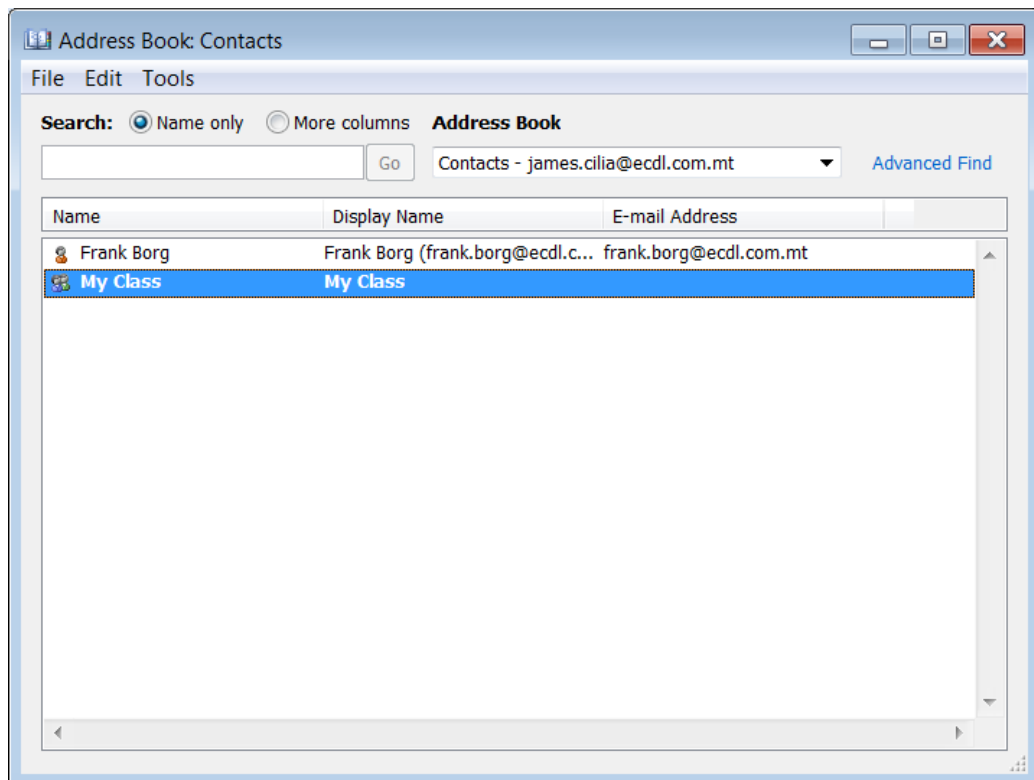 Address Book: Contacts
File Edit Tools
Search: Name only More columns Address Book
Go Contacts - james.cilia@ecdl.com.mt Advanced Find
Name Display Name E-mail Address
Frank Borg Frank Borg (frank.borg@ecdl.c... frank.borg@ecdl.com.mt
My Class My Class